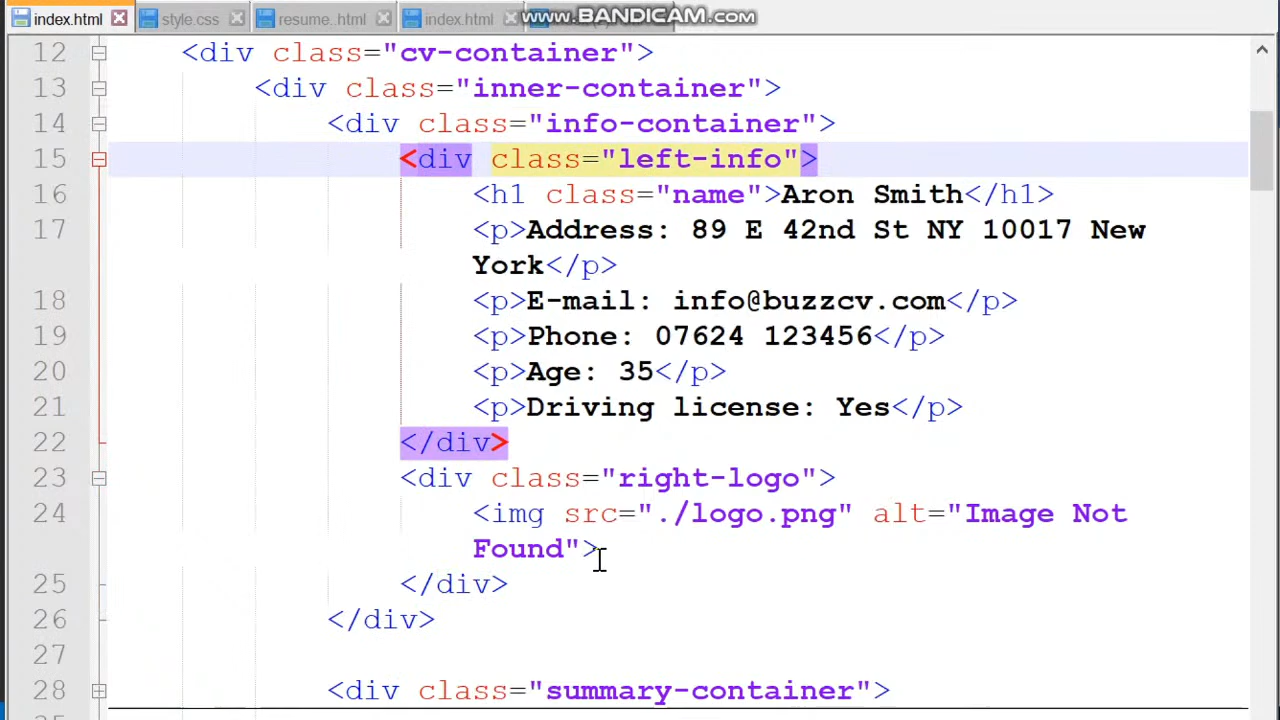 index.html style.css resume..html index.html
www.BANDICAM.com
12 <div class="cv-container">
13 <div class="inner-container">
14 <div class="info-container">
15 <div class="left-info">
16 <h1 class="name">Aron Smith</h1>
17 <p>Address: 89 E 42nd St NY 10017 New
York</p>
18 <p>E-mail: info@buzzcv.com</p>
19 <p>Phone: 07624 123456</p>
20 <p>Age: 35</p>
21 <p>Driving license: Yes</p>
22 </div>
23 <div class="right-logo">
24 <img src="./logo.png" alt="Image Not
Found">
25 </div>
26 </div>
27
28 <div class="summary-container">